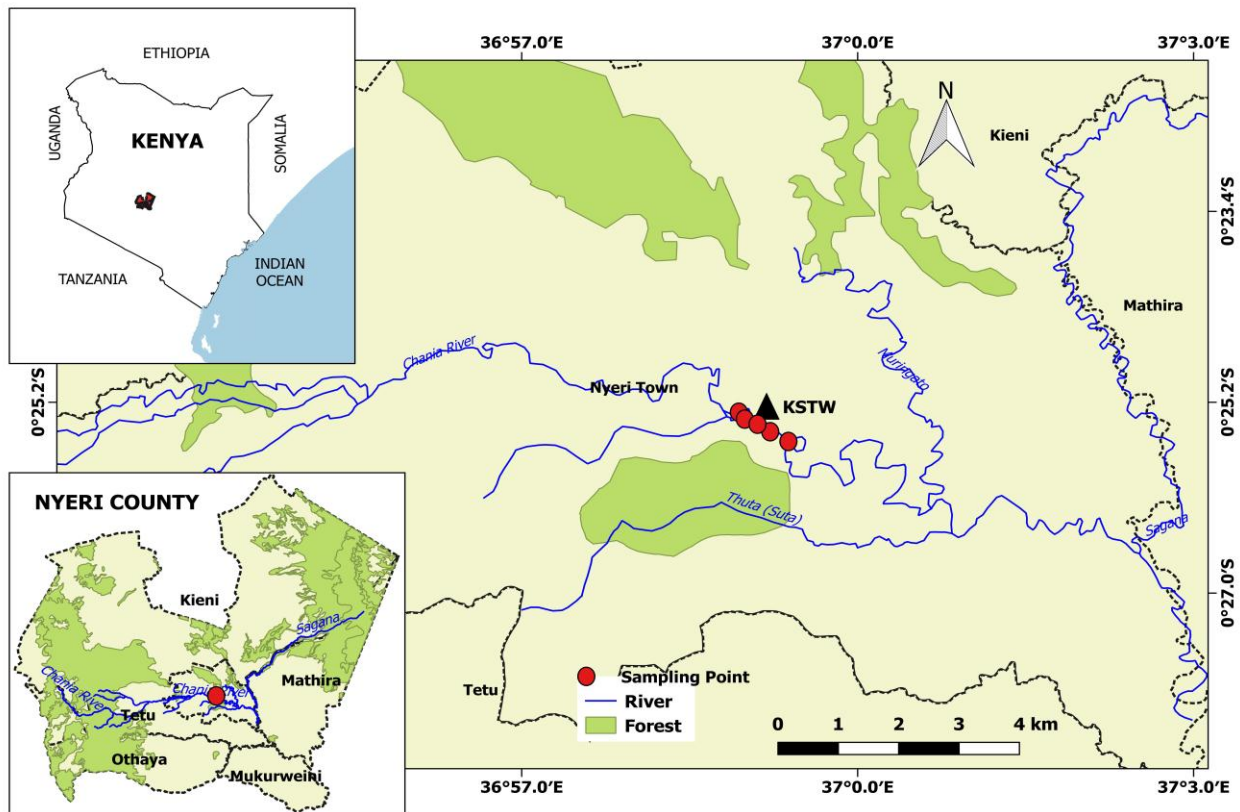 ETHIOPIA
UGANDA
KENYA
SOMALIA
TANZANIA
INDIAN
OCEAN
36°57.0′E
37°0.0′E
37°3.0′E
N
Kieni
0°23.4′S
Mathira
Chania River
Muringato
Nyeri Town
KSTW
0°25.2′S
0°25.2′S
Thuta (Suta)
Sagana
0°27.0′S
Tetu
Sampling Point
River
Forest
0 1 2 3 4 km
36°57.0′E
37°0.0′E
37°3.0′E
NYERI COUNTY
Kieni
Sagana
Mathira
Chania River
Chania River
Tetu
Othaya
Mukurweini